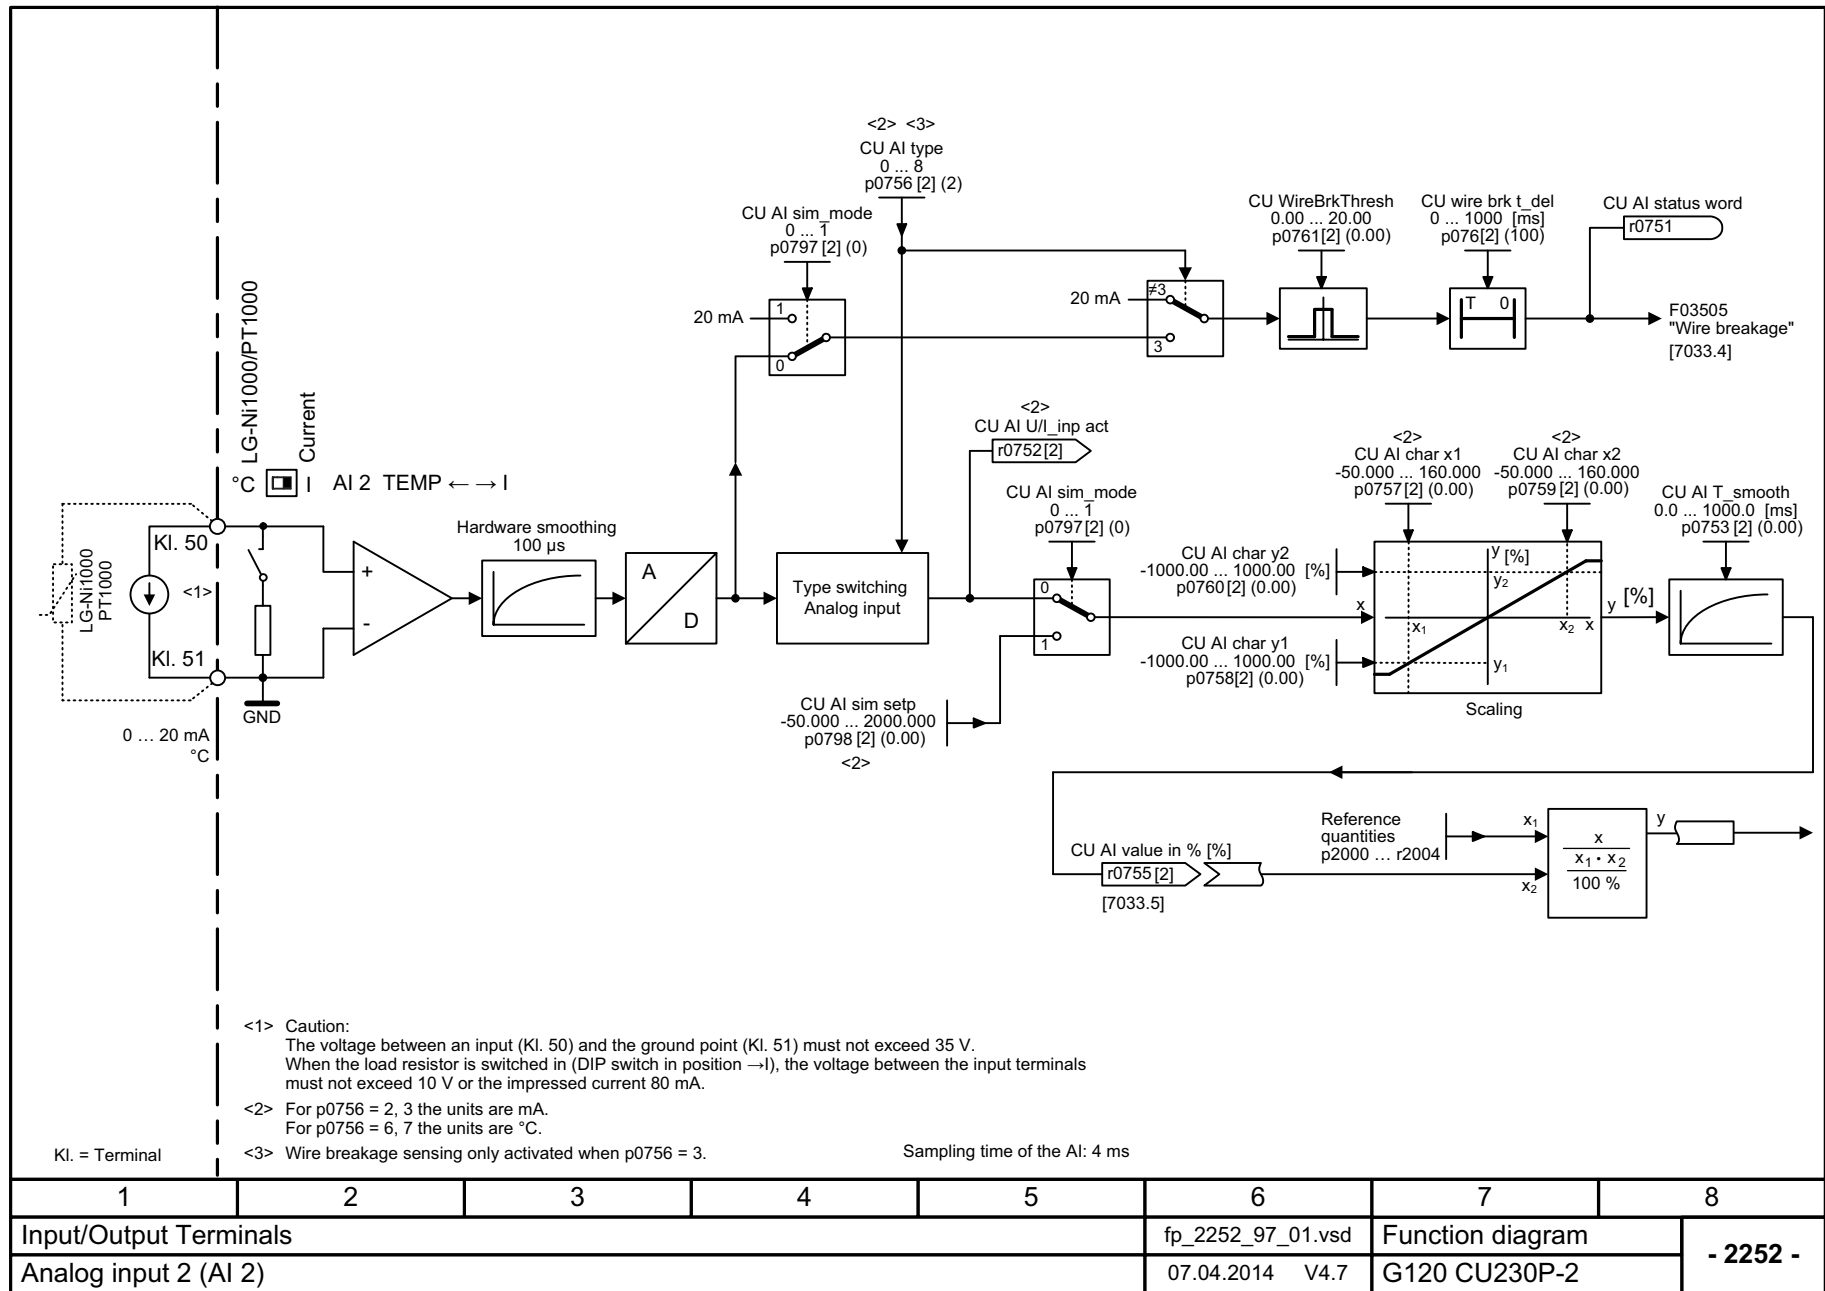 <2> <3>
CU AI type
0 ... 8
p0756 [2] (2)
CU AI sim_mode
0 ... 1
p0797 [2] (0)
1
20 mA
0
CU WireBrkThresh
0.00 ... 20.00
p0761[2] (0.00)
CU wire brk t_del
0 ... 1000 [ms]
p076[2] (100)
CU AI status word
r0751
≠3
20 mA
3
T 0
F03505
"Wire breakage"
[7033.4]
LG-Ni1000/PT1000
Current
°C I AI 2 TEMP ← → I
<2>
CU AI U/I_inp act
r0752[2]
CU AI sim_mode
0 ... 1
p0797[2] (0)
0
1
<2>
CU AI char x1
-50.000 ... 160.000
p0757[2] (0.00)
<2>
CU AI char x2
-50.000 ... 160.000
p0759[2] (0.00)
CU AI T_smooth
0.0 ... 1000.0 [ms]
p0753 [2] (0.00)
LG-Ni1000
PT1000
Kl. 50
<1>
Kl. 51
+
-
GND
0 … 20 mA
°C
Hardware smoothing
100 µs
A
D
Type switching
Analog input
CU AI char y2
-1000.00 ... 1000.00 [%]
p0760[2] (0.00)
x
CU AI char y1
-1000.00 ... 1000.00 [%]
p0758[2] (0.00)
y [%]
y2
x1
x2 x
y1
Scaling
y [%]
CU AI sim setp
-50.000 ... 2000.000
p0798 [2] (0.00)
<2>
CU AI value in % [%]
r0755[2]
[7033.5]
Reference
quantities
p2000 … r2004
x1
x2
x
x1 • x2
100 %
y
<1> Caution:
The voltage between an input (Kl. 50) and the ground point (Kl. 51) must not exceed 35 V.
When the load resistor is switched in (DIP switch in position →I), the voltage between the input terminals
must not exceed 10 V or the impressed current 80 mA.
<2> For p0756 = 2, 3 the units are mA.
For p0756 = 6, 7 the units are °C.
Kl. = Terminal
<3> Wire breakage sensing only activated when p0756 = 3.
Sampling time of the AI: 4 ms
1 2 3 4 5 6 7 8
Input/Output Terminals
fp_2252_97_01.vsd
Function diagram
- 2252 -
Analog input 2 (AI 2)
07.04.2014 V4.7
G120 CU230P-2